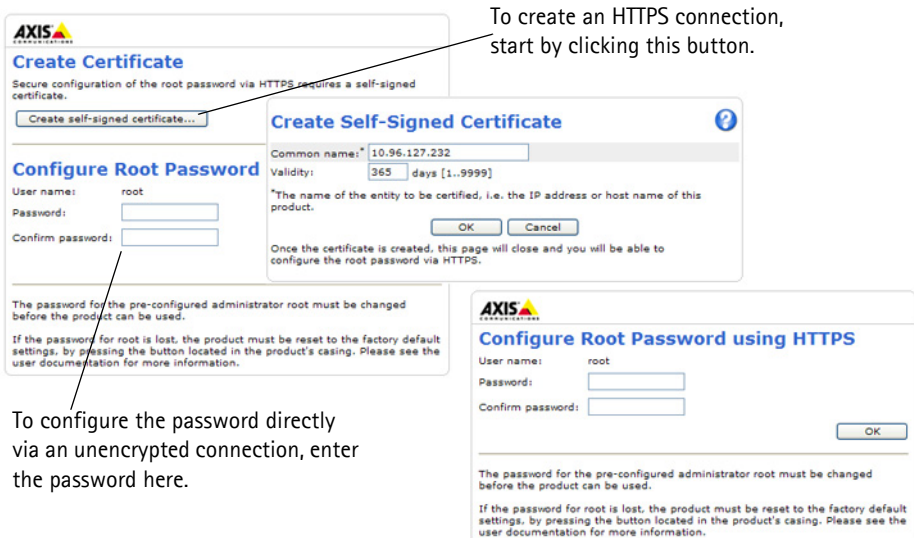 To create an HTTPS connection,
start by clicking this button.
AXIS
COMMUNICATIONS
Create Certificate
Secure configuration of the root password via HTTPS requires a self-signed
certificate.
Create self-signed certificate...
Configure Root Password
User name: root
Password:
Confirm password:
The password for the pre-configured administrator root must be changed
before the product can be used.
If the password for root is lost, the product must be reset to the factory default
settings, by pressing the button located in the product's casing. Please see the
user documentation for more information.
Create Self-Signed Certificate
?
Common name:* 10.96.127.232
Validity: 365 days [1..9999]
*The name of the entity to be certified, i.e. the IP address or host name of this
product.
OK Cancel
Once the certificate is created, this page will close and you will be able to
configure the root password via HTTPS.
To configure the password directly
via an unencrypted connection, enter
the password here.
AXIS
COMMUNICATIONS
Configure Root Password using HTTPS
User name: root
Password:
Confirm password:
OK
The password for the pre-configured administrator root must be changed
before the product can be used.
If the password for root is lost, the product must be reset to the factory default
settings, by pressing the button located in the product's casing. Please see the
user documentation for more information.